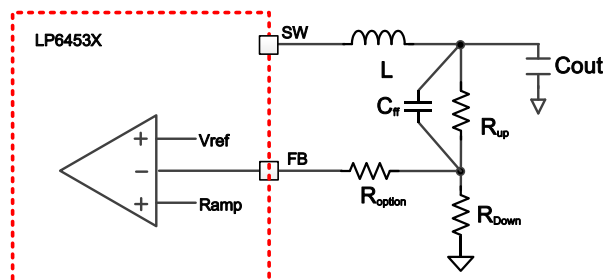 LP6453X
SW
L
Cout
Cff
Rup
Vref
FB
Ramp
Roption
RDown